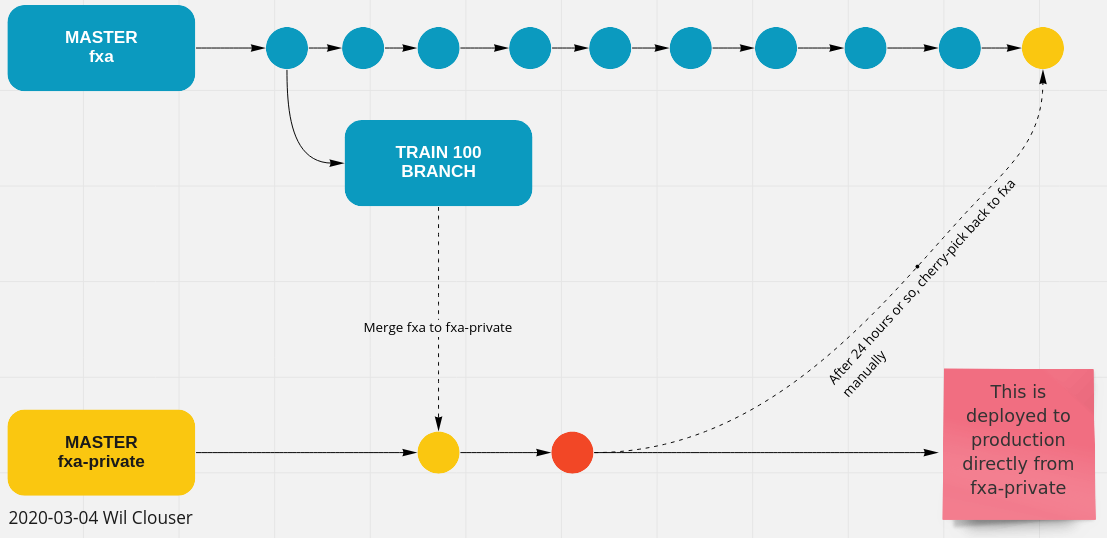 MASTER
fxa
TRAIN 100
BRANCH
Merge fxa to fxa-private
After 24 hours or so, cherry-pick back to fxa
manually
MASTER
fxa-private
This is
deployed to
production
directly from
fxa-private
2020-03-04 Wil Clouser